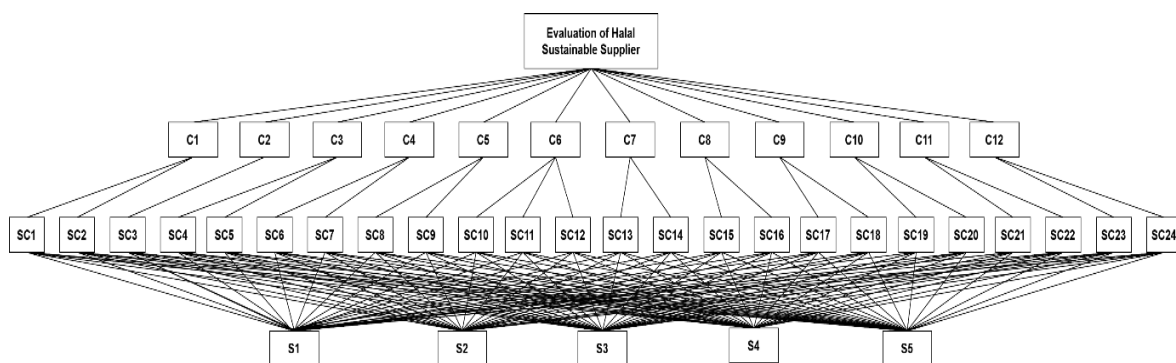 Evaluation of Halal
Sustainable Supplier
C1 C2 C3 C4 C5 C6 C7 C8 C9 C10 C11 C12
SC1 SC2 SC3 SC4 SC5 SC6 SC7 SC8 SC9 SC10 SC11 SC12 SC13 SC14 SC15 SC16 SC17 SC18 SC19 SC20 SC21 SC22 SC23 SC24
S1 S2 S3 S4 S5